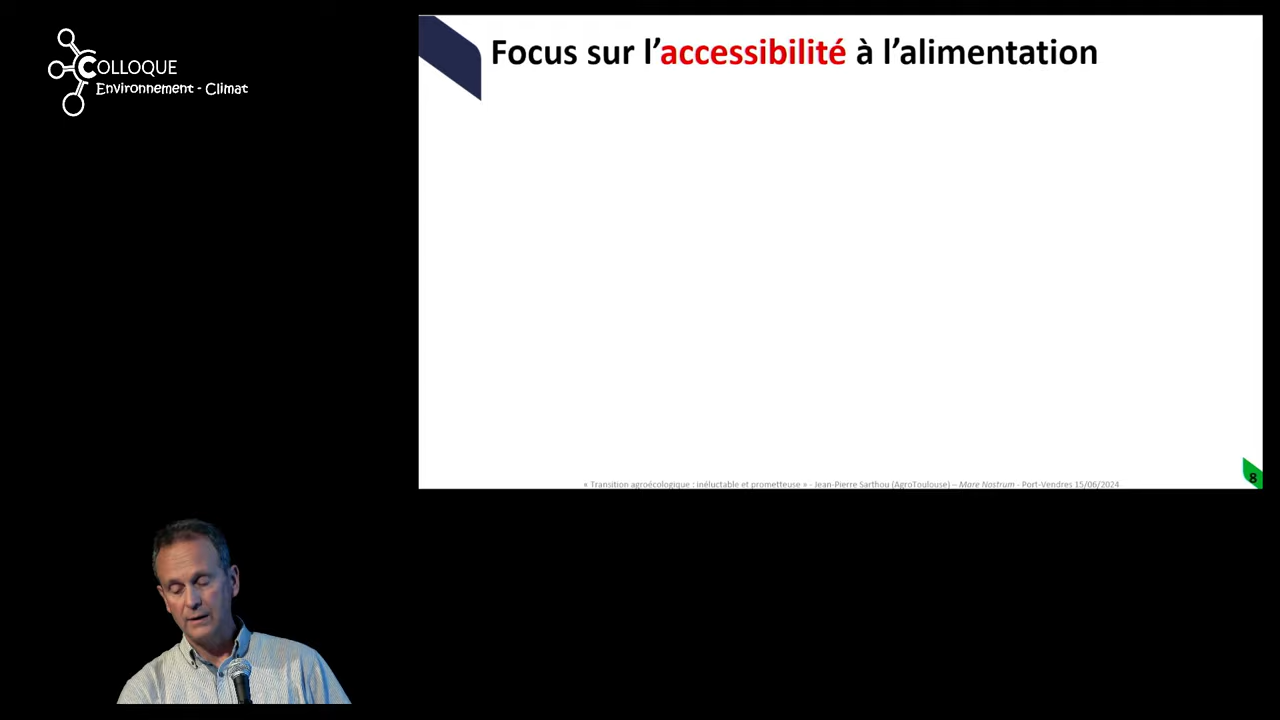 COLLOQUE
Environnement - Climat
Focus sur l’accessibilité à l’alimentation
« Transition agroécologique : inéluctable et prometteuse » - Jean-Pierre Sarthou (AgroToulouse) – Mare Nostrum - Port-Vendres 15/06/2024
8